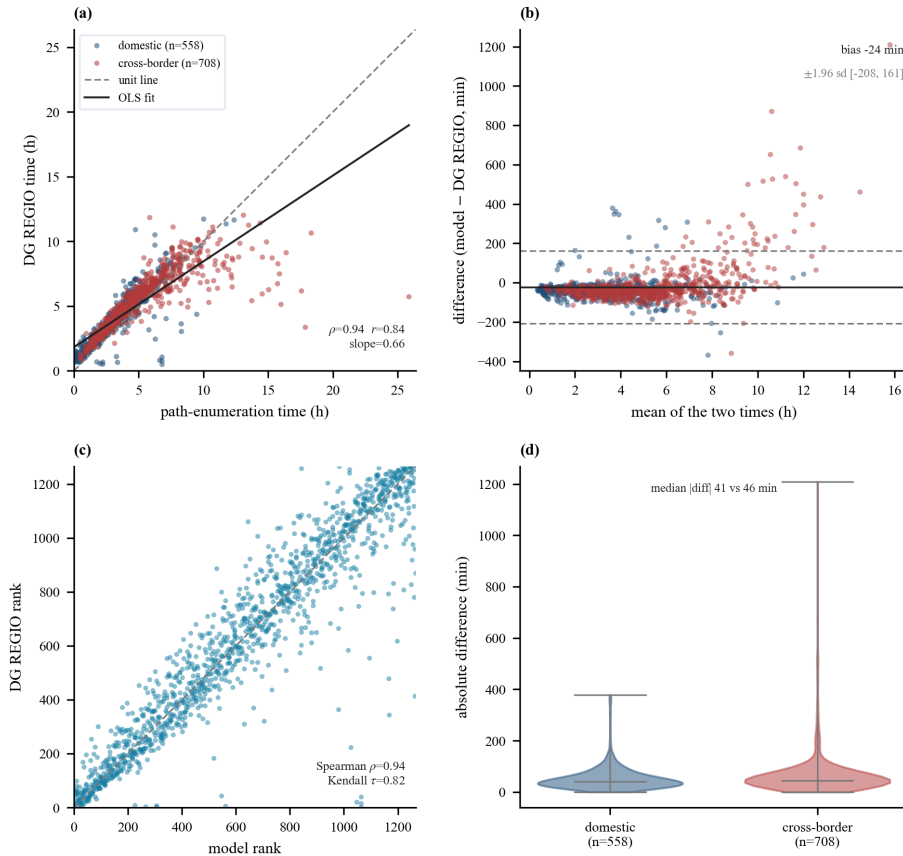 (a)
DG REGIO time (h)
25
20
15
10
5
0
domestic (n=558)
cross-border (n=708)
unit line
OLS fit
ρ=0.94 r=0.84
slope=0.66
0 5 10 15 20 25
path-enumeration time (h)
(b)
difference (model − DG REGIO, min)
1200
1000
800
600
400
200
0
−200
−400
bias -24 min
±1.96 sd [-208, 161]
0 2 4 6 8 10 12 14 16
mean of the two times (h)
(c)
DG REGIO rank
1200
1000
800
600
400
200
0
Spearman ρ=0.94
Kendall τ=0.82
0 200 400 600 800 1000 1200
model rank
(d)
absolute difference (min)
1200
1000
800
600
400
200
0
median |diff| 41 vs 46 min
domestic
(n=558)
cross-border
(n=708)